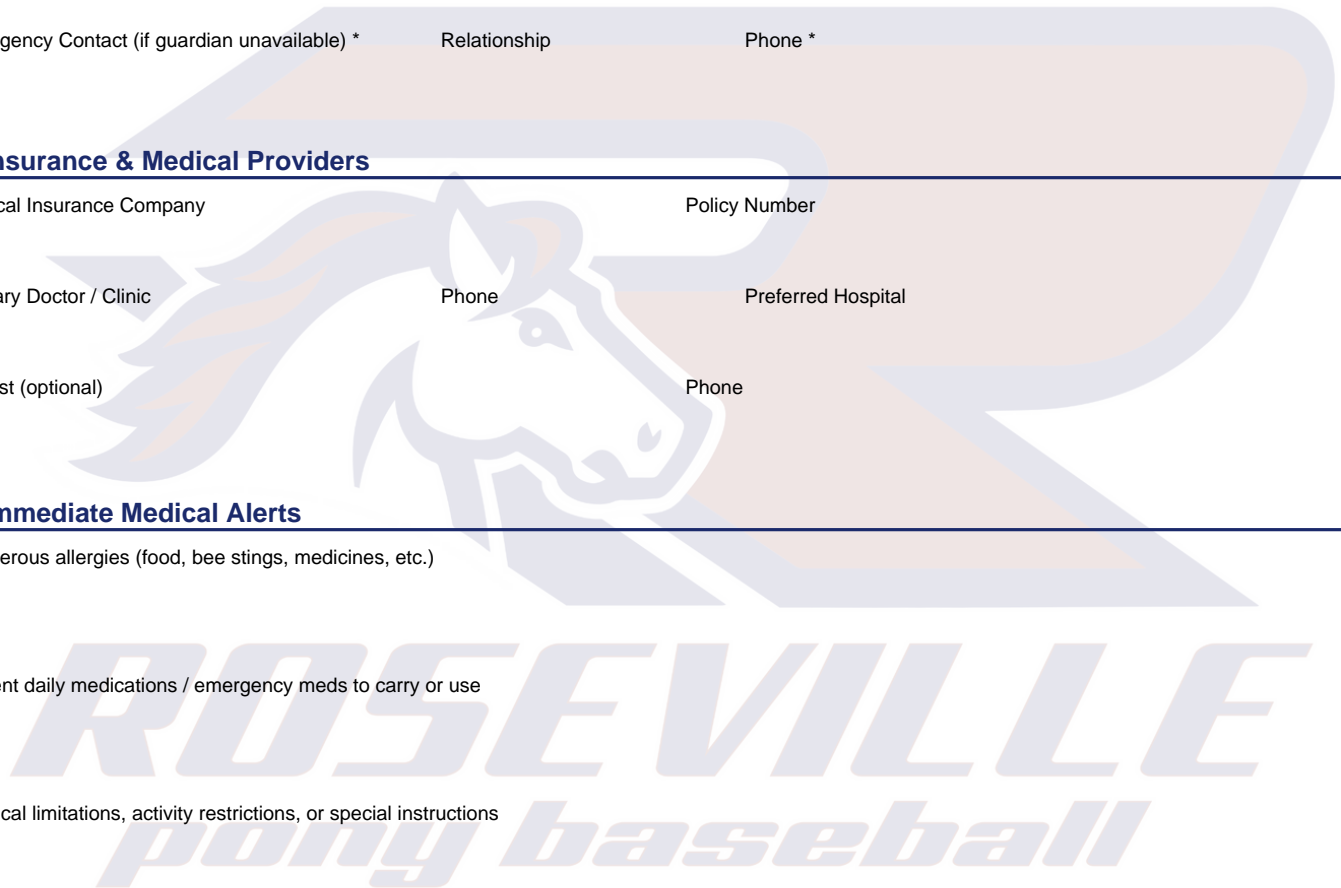 gency Contact (if guardian unavailable) * Relationship Phone *
nsurance & Medical Providers
cal Insurance Company Policy Number
ary Doctor / Clinic Phone Preferred Hospital
st (optional) Phone
mmediate Medical Alerts
erous allergies (food, bee stings, medicines, etc.)
ROSEVILLE
ent daily medications / emergency meds to carry or use
cal limitations, activity restrictions, or special instructions
pony baseball